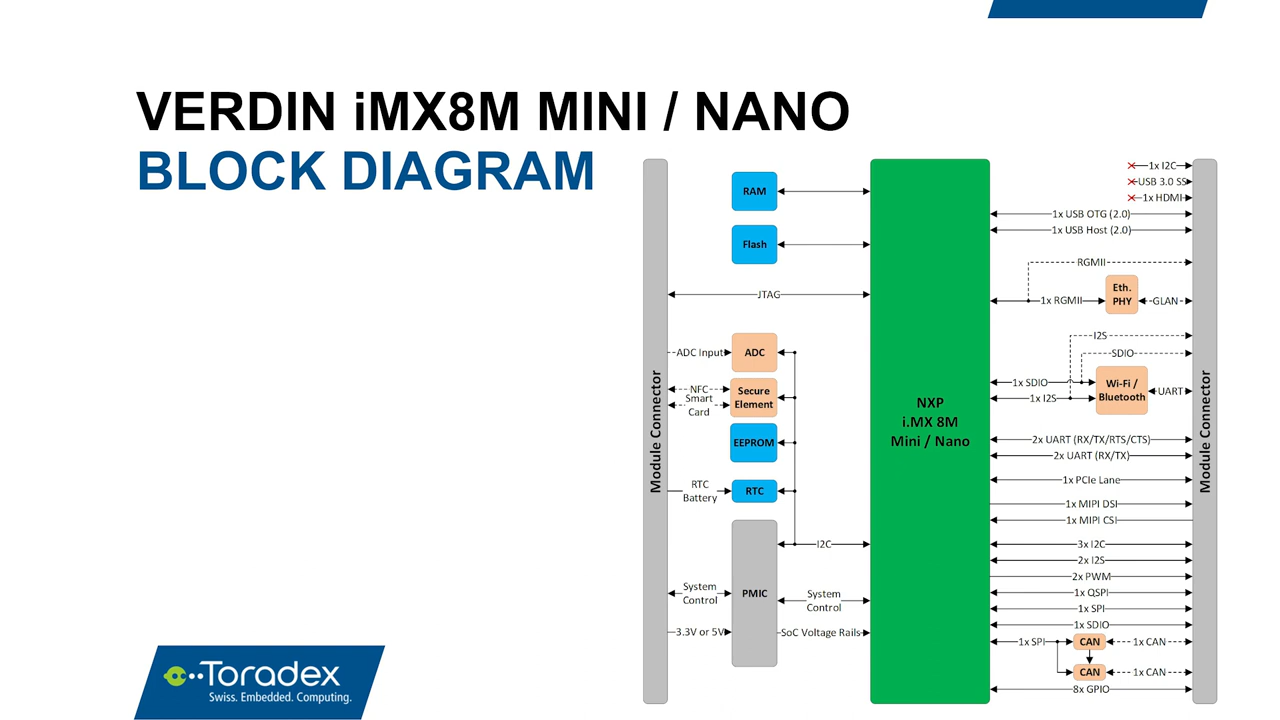 VERDIN iMX8M MINI / NANO
BLOCK DIAGRAM
Module Connector
RAM
Flash
JTAG
ADC Input
ADC
NFC
Smart
Card
Secure
Element
EEPROM
RTC
Battery
RTC
I2C
System
Control
PMIC
System
Control
3.3V or 5V
SoC Voltage Rails
NXP
i.MX 8M
Mini / Nano
1x I2C
USB 3.0 SS
1x HDMI
1x USB OTG (2.0)
1x USB Host (2.0)
RGMII
1x RGMII
Eth.
PHY
GLAN
I2S
SDIO
1x SDIO
1x I2S
Wi-Fi /
Bluetooth
UART
2x UART (RX/TX/RTS/CTS)
2x UART (RX/TX)
1x PCIe Lane
1x MIPI DSI
1x MIPI CSI
3x I2C
2x I2S
2x PWM
1x QSPI
1x SPI
1x SDIO
1x SPI
CAN
1x CAN
CAN
1x CAN
8x GPIO
Module Connector
Toradex
Swiss. Embedded. Computing.